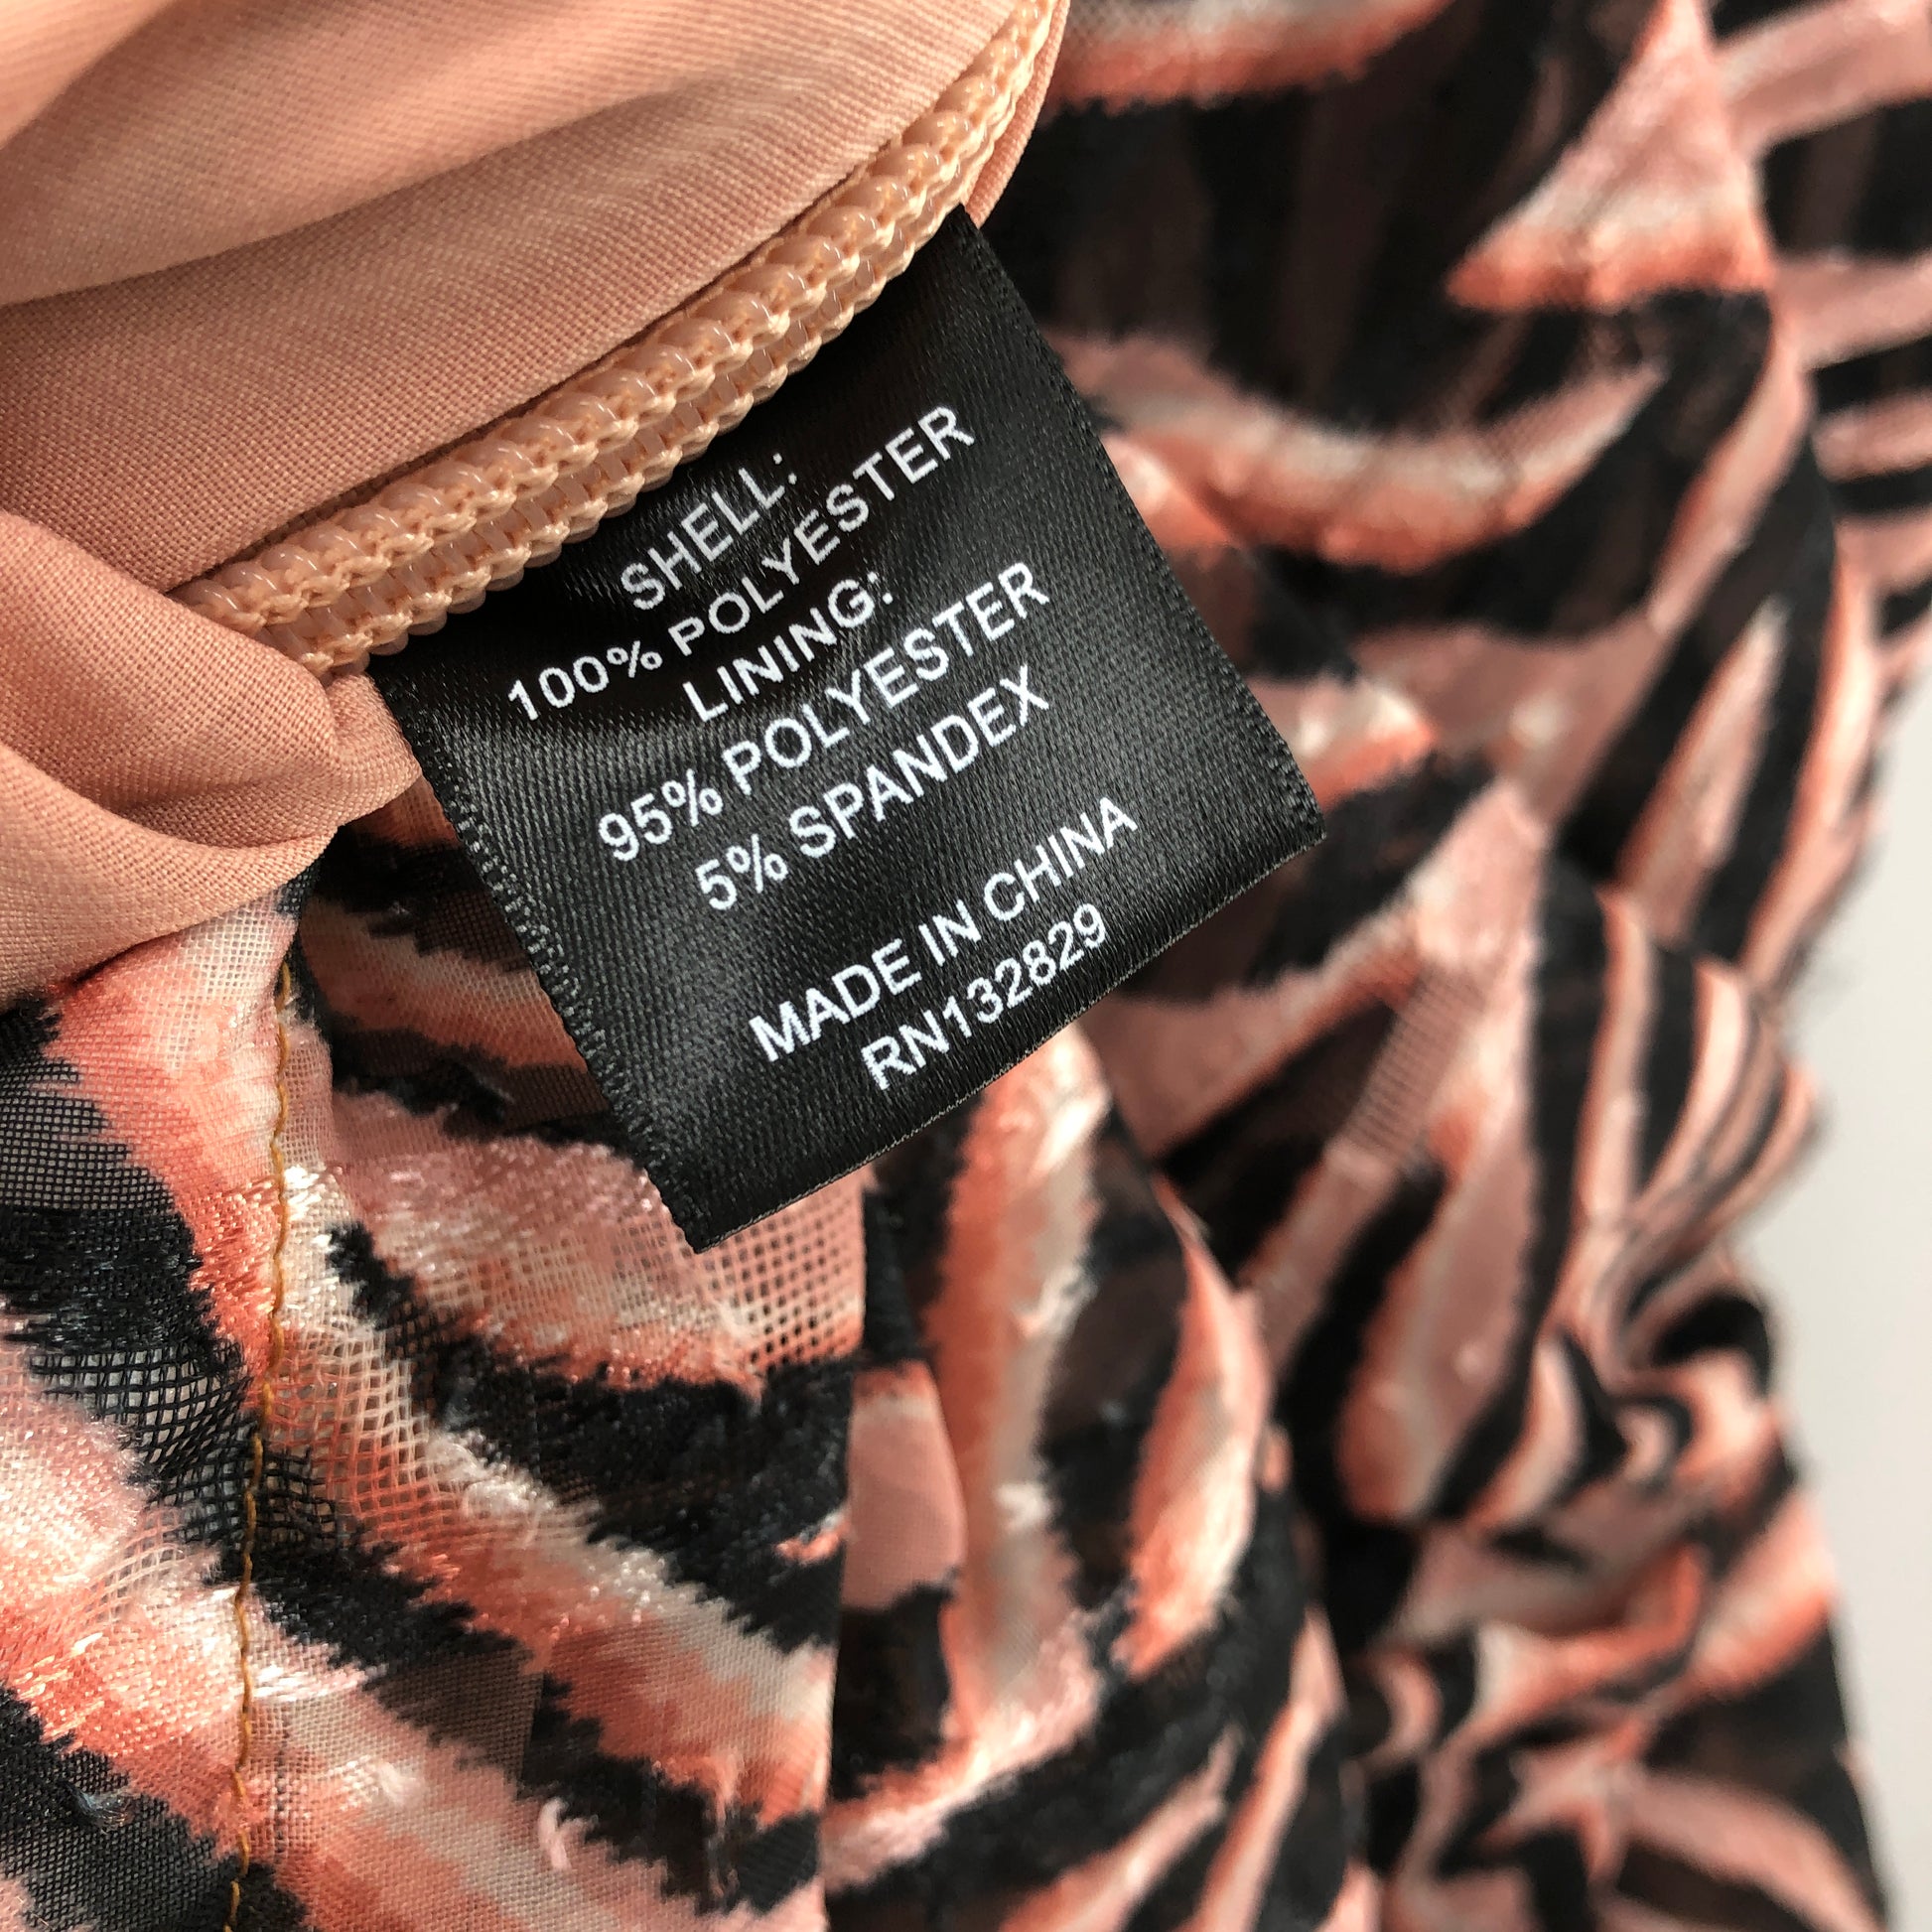 SHELL:
100% POLYESTER
LINING:
95% POLYESTER
5% SPANDEX
MADE IN CHINA
RN132829